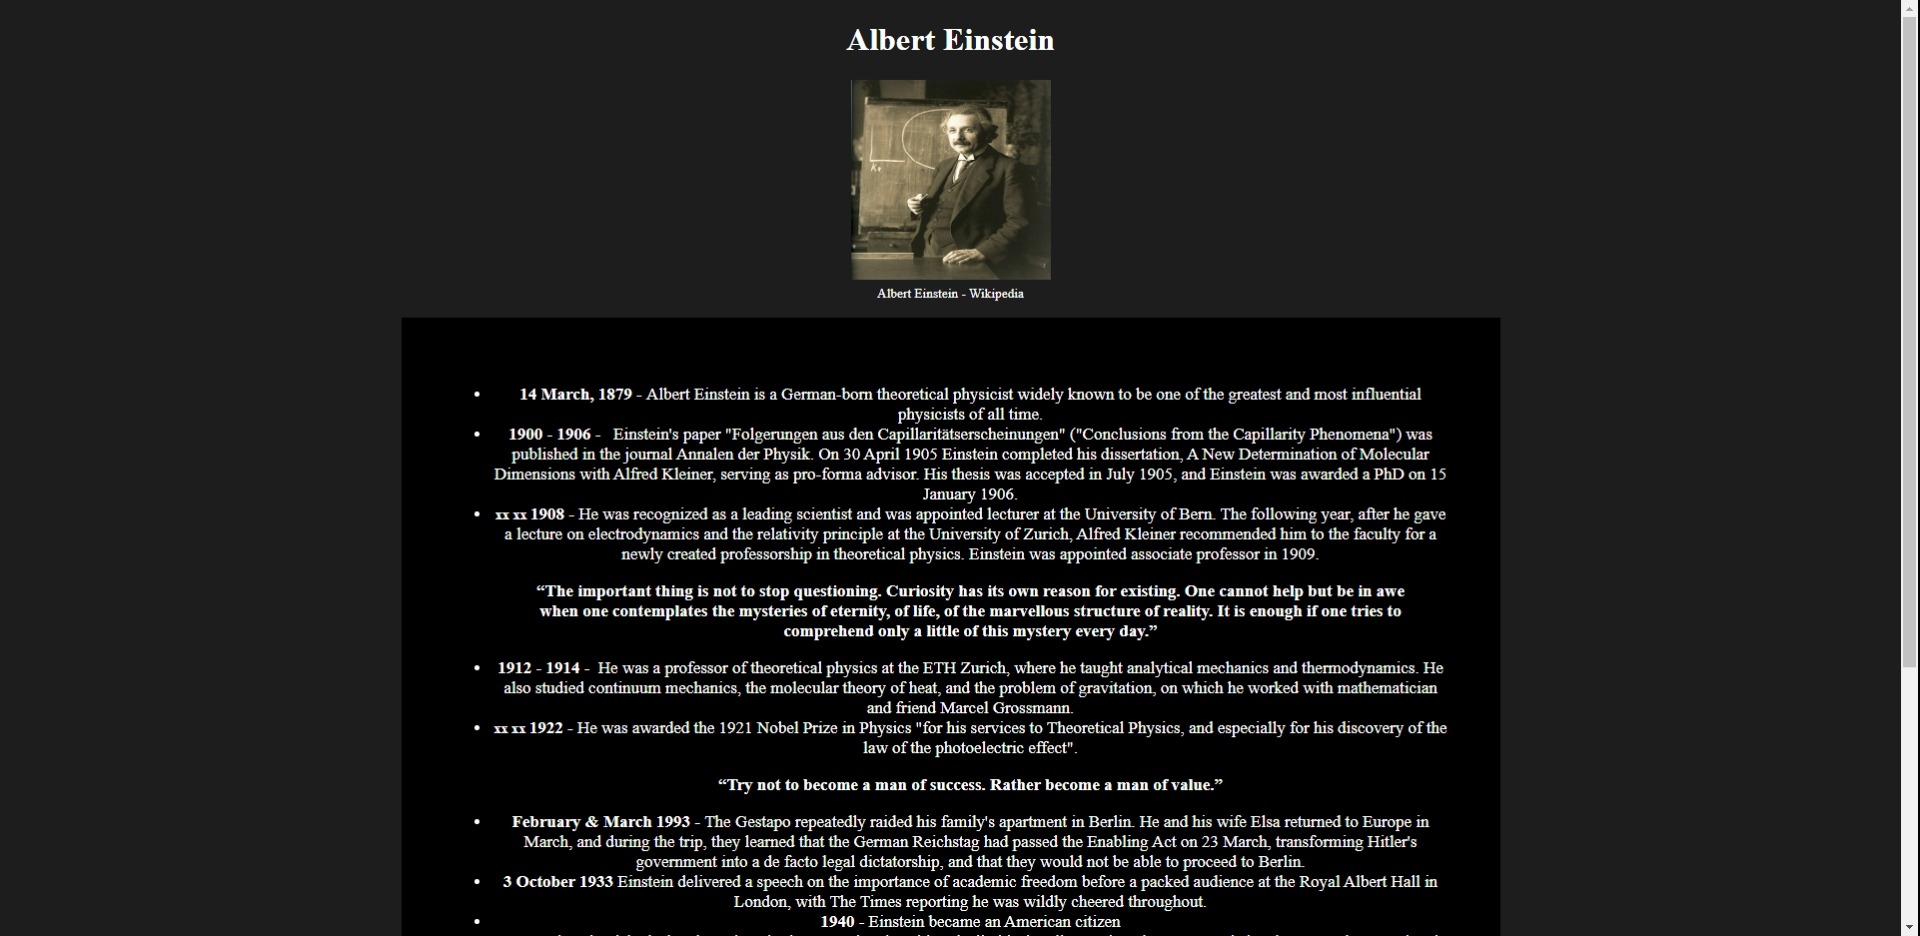 Albert Einstein
Albert Einstein - Wikipedia
14 March, 1879 - Albert Einstein is a German-born theoretical physicist widely known to be one of the greatest and most influential
physicists of all time.
1900 - 1906 - Einstein's paper "Folgerungen aus den Capillaritätserscheinungen" ("Conclusions from the Capillarity Phenomena") was
published in the journal Annalen der Physik. On 30 April 1905 Einstein completed his dissertation, A New Determination of Molecular
Dimensions with Alfred Kleiner, serving as pro-forma advisor. His thesis was accepted in July 1905, and Einstein was awarded a PhD on 15
January 1906.
xx xx 1908 - He was recognized as a leading scientist and was appointed lecturer at the University of Bern. The following year, after he gave
a lecture on electrodynamics and the relativity principle at the University of Zurich, Alfred Kleiner recommended him to the faculty for a
newly created professorship in theoretical physics. Einstein was appointed associate professor in 1909.
“The important thing is not to stop questioning. Curiosity has its own reason for existing. One cannot help but be in awe
when one contemplates the mysteries of eternity, of life, of the marvellous structure of reality. It is enough if one tries to
comprehend only a little of this mystery every day.”
1912 - 1914 - He was a professor of theoretical physics at the ETH Zurich, where he taught analytical mechanics and thermodynamics. He
also studied continuum mechanics, the molecular theory of heat, and the problem of gravitation, on which he worked with mathematician
and friend Marcel Grossmann.
xx xx 1922 - He was awarded the 1921 Nobel Prize in Physics "for his services to Theoretical Physics, and especially for his discovery of the
law of the photoelectric effect".
“Try not to become a man of success. Rather become a man of value.”
February & March 1993 - The Gestapo repeatedly raided his family's apartment in Berlin. He and his wife Elsa returned to Europe in
March, and during the trip, they learned that the German Reichstag had passed the Enabling Act on 23 March, transforming Hitler's
government into a de facto legal dictatorship, and that they would not be able to proceed to Berlin.
3 October 1933 Einstein delivered a speech on the importance of academic freedom before a packed audience at the Royal Albert Hall in
London, with The Times reporting he was wildly cheered throughout.
1940 - Einstein became an American citizen